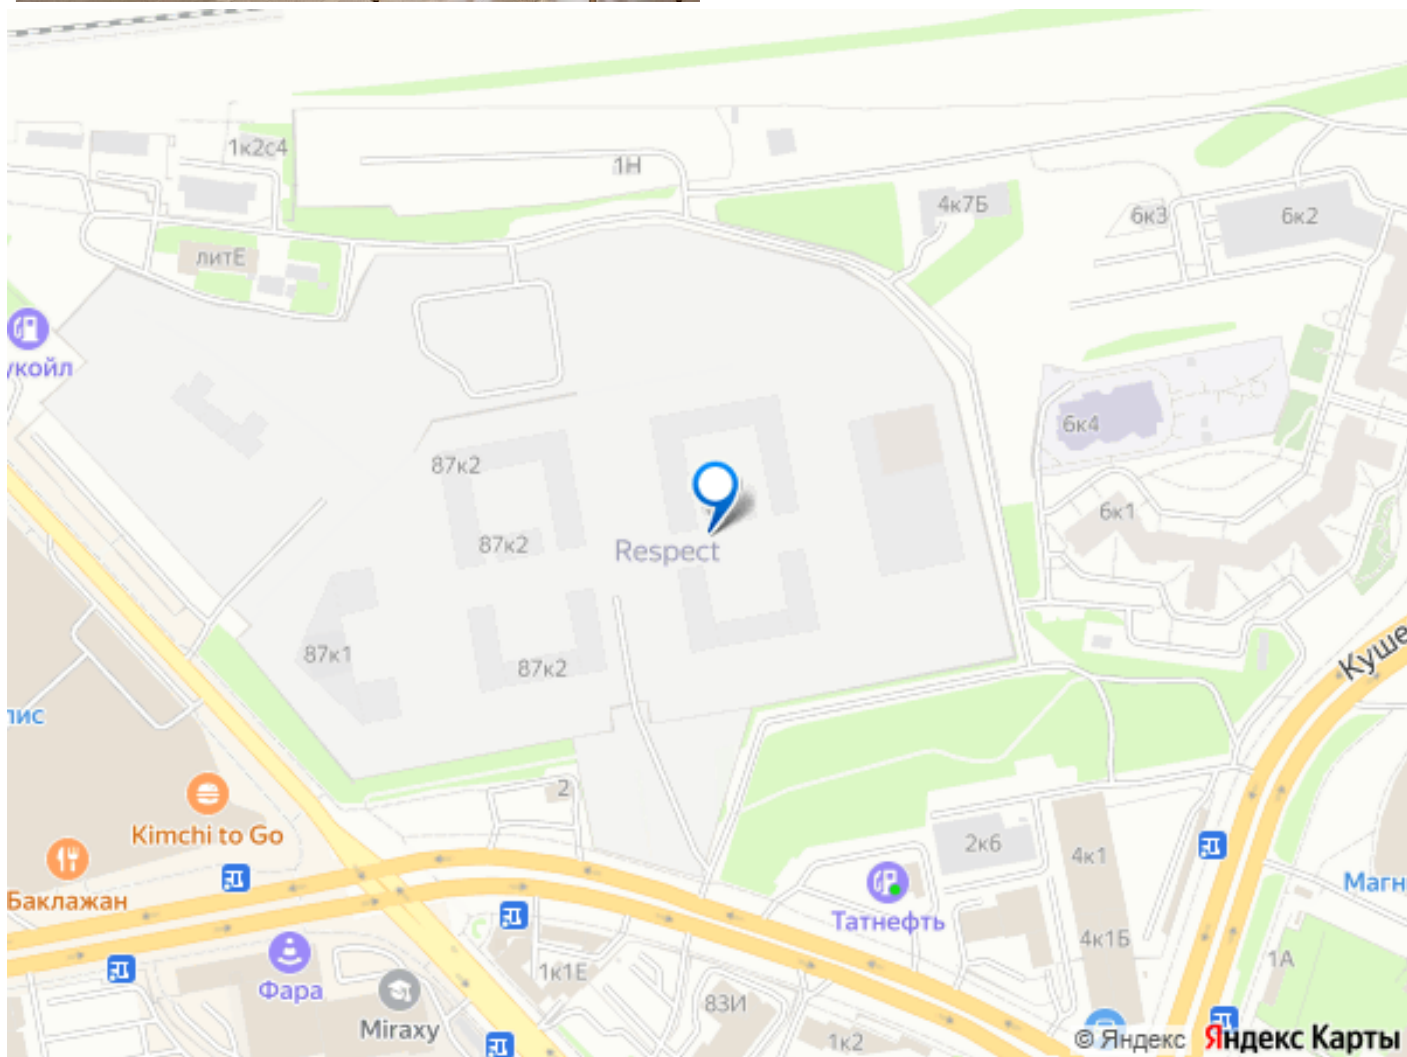 1к2с4
1Н
4к7Б
6к3
6к2
литЕ
укойл
6к4
87к2
6к1
87к2
Respect
87к1
87к2
Куше
лис
2
Kimchi to Go
2к6
4к1
Баклажан
Магн
Татнефть
4к1Б
Фара
1к1Е
1А
83И
Miraxy
1к2
© Яндекс Яндекс Карты